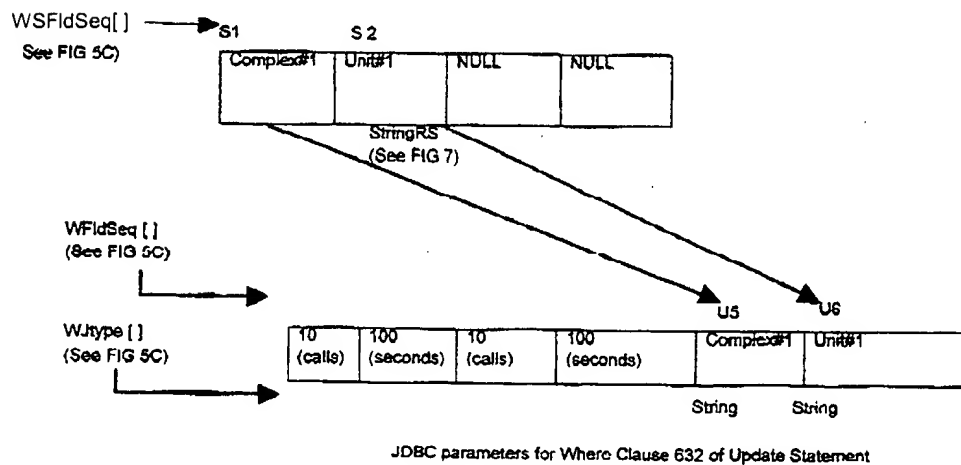 WSFldSeq[ ]
See FIG 5C)
S1 S 2
Complex#1 Unit#1 NULL NULL
StringRS
(See FIG 7)
WFldSeq [ ]
(See FIG 5C)
U5 U6
WJtype [ ]
(See FIG 5C)
10 100 10 100 Complex#1 Unit#1
(calls) (seconds) (calls) (seconds)
String String
JDBC parameters for Where Clause 632 of Update Statement